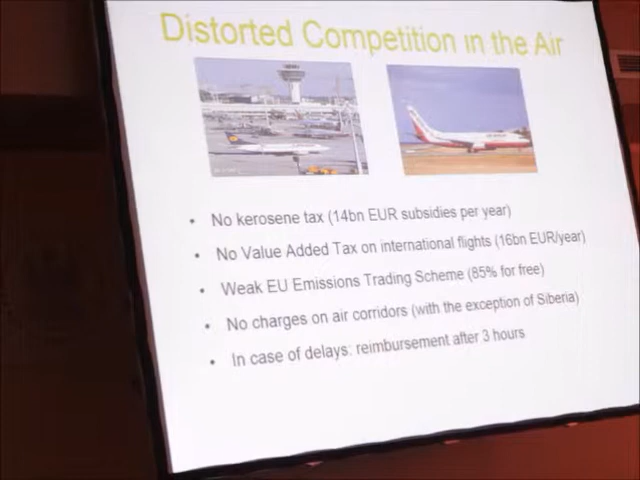 Distorted Competition in the Air
• No kerosene tax (14bn EUR subsidies per year)
• No Value Added Tax on international flights (16bn EUR/year)
• Weak EU Emissions Trading Scheme (85% for free)
• No charges on air corridors (with the exception of Siberia)
• In case of delays: reimbursement after 3 hours